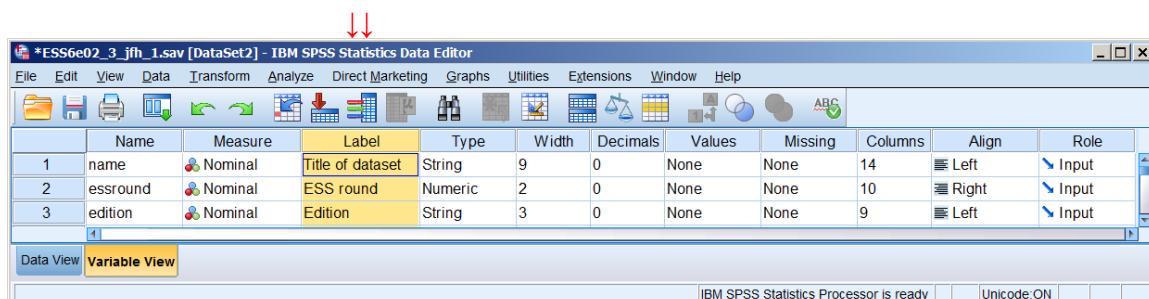 *ESS6e02_3_jfh_1.sav [DataSet2] - IBM SPSS Statistics Data Editor
File Edit View Data Transform Analyze Direct Marketing Graphs Utilities Extensions Window Help
Name Measure Label Type Width Decimals Values Missing Columns Align Role
1 name Nominal Title of dataset String 9 0 None None 14 Left Input
2 essround Nominal ESS round Numeric 2 0 None None 10 Right Input
3 edition Nominal Edition String 3 0 None None 9 Left Input
Data View Variable View
IBM SPSS Statistics Processor is ready Unicode:ON